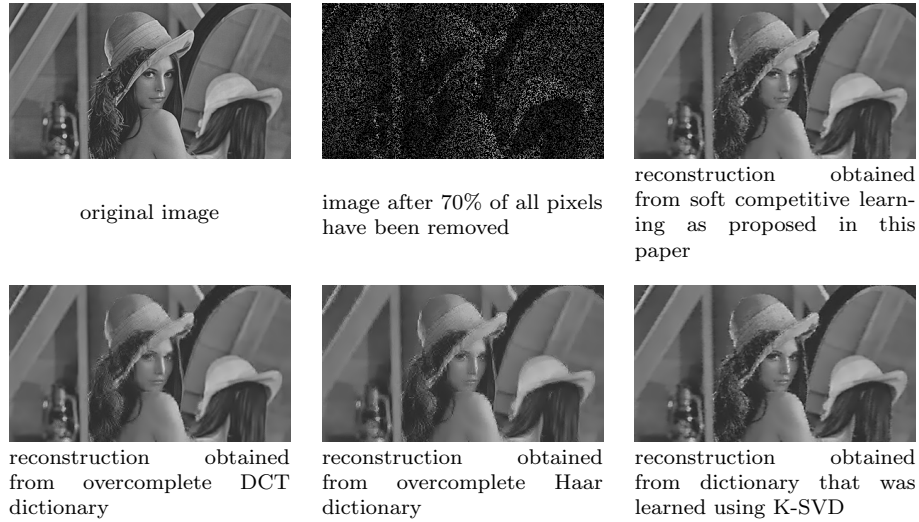 original image
image after 70% of all pixels
have been removed
reconstruction obtained
from soft competitive learn-
ing as proposed in this
paper
reconstruction obtained
from overcomplete DCT
dictionary
reconstruction obtained
from overcomplete Haar
dictionary
reconstruction obtained
from dictionary that was
learned using K-SVD